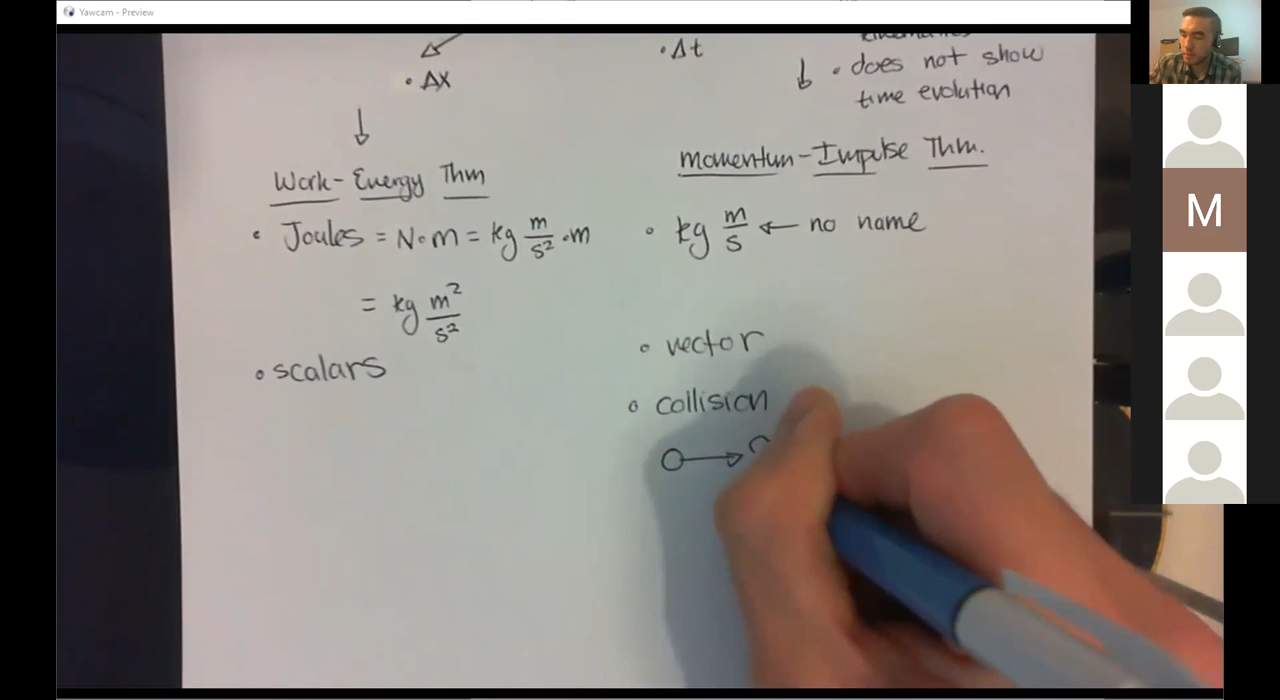 Yawcam - Preview
• Δx
• Δt
• does not show
time evolution
Work-Energy Thm
• Joules = N·m = kg m/s² · m
= kg m²/s²
• scalars
Momentum-Impulse Thm.
• kg m/s ← no name
• vector
• collision
M